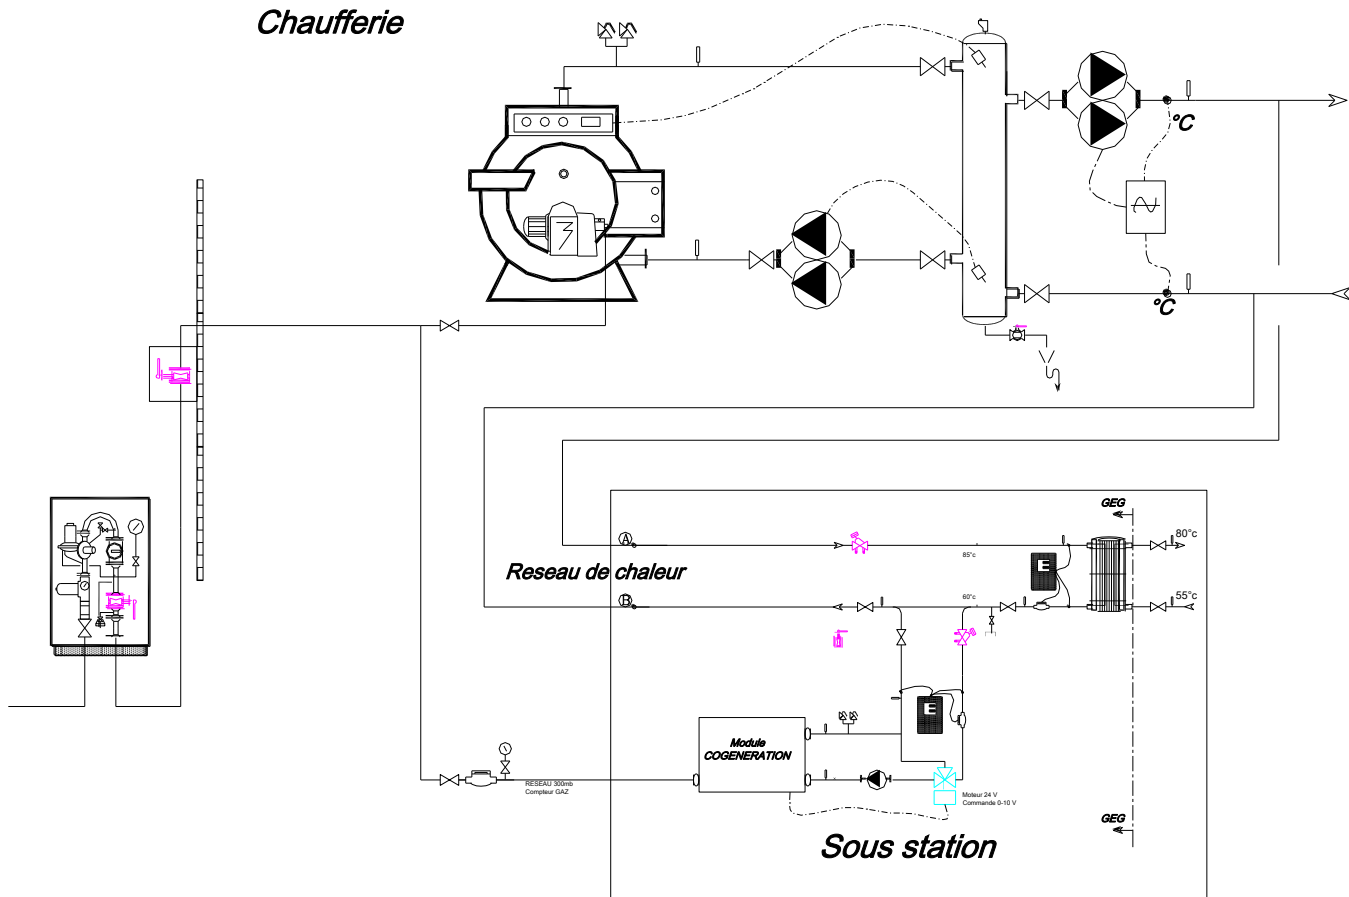 Chaufferie
°C
°C
GEG
80°c
A
85°c
E
Reseau de chaleur
B
60°c
55°c
E
Module
COGENERATION
RESEAU 300mb
Compteur GAZ
Moteur 24 V
Commande 0-10 V
GEG
Sous station